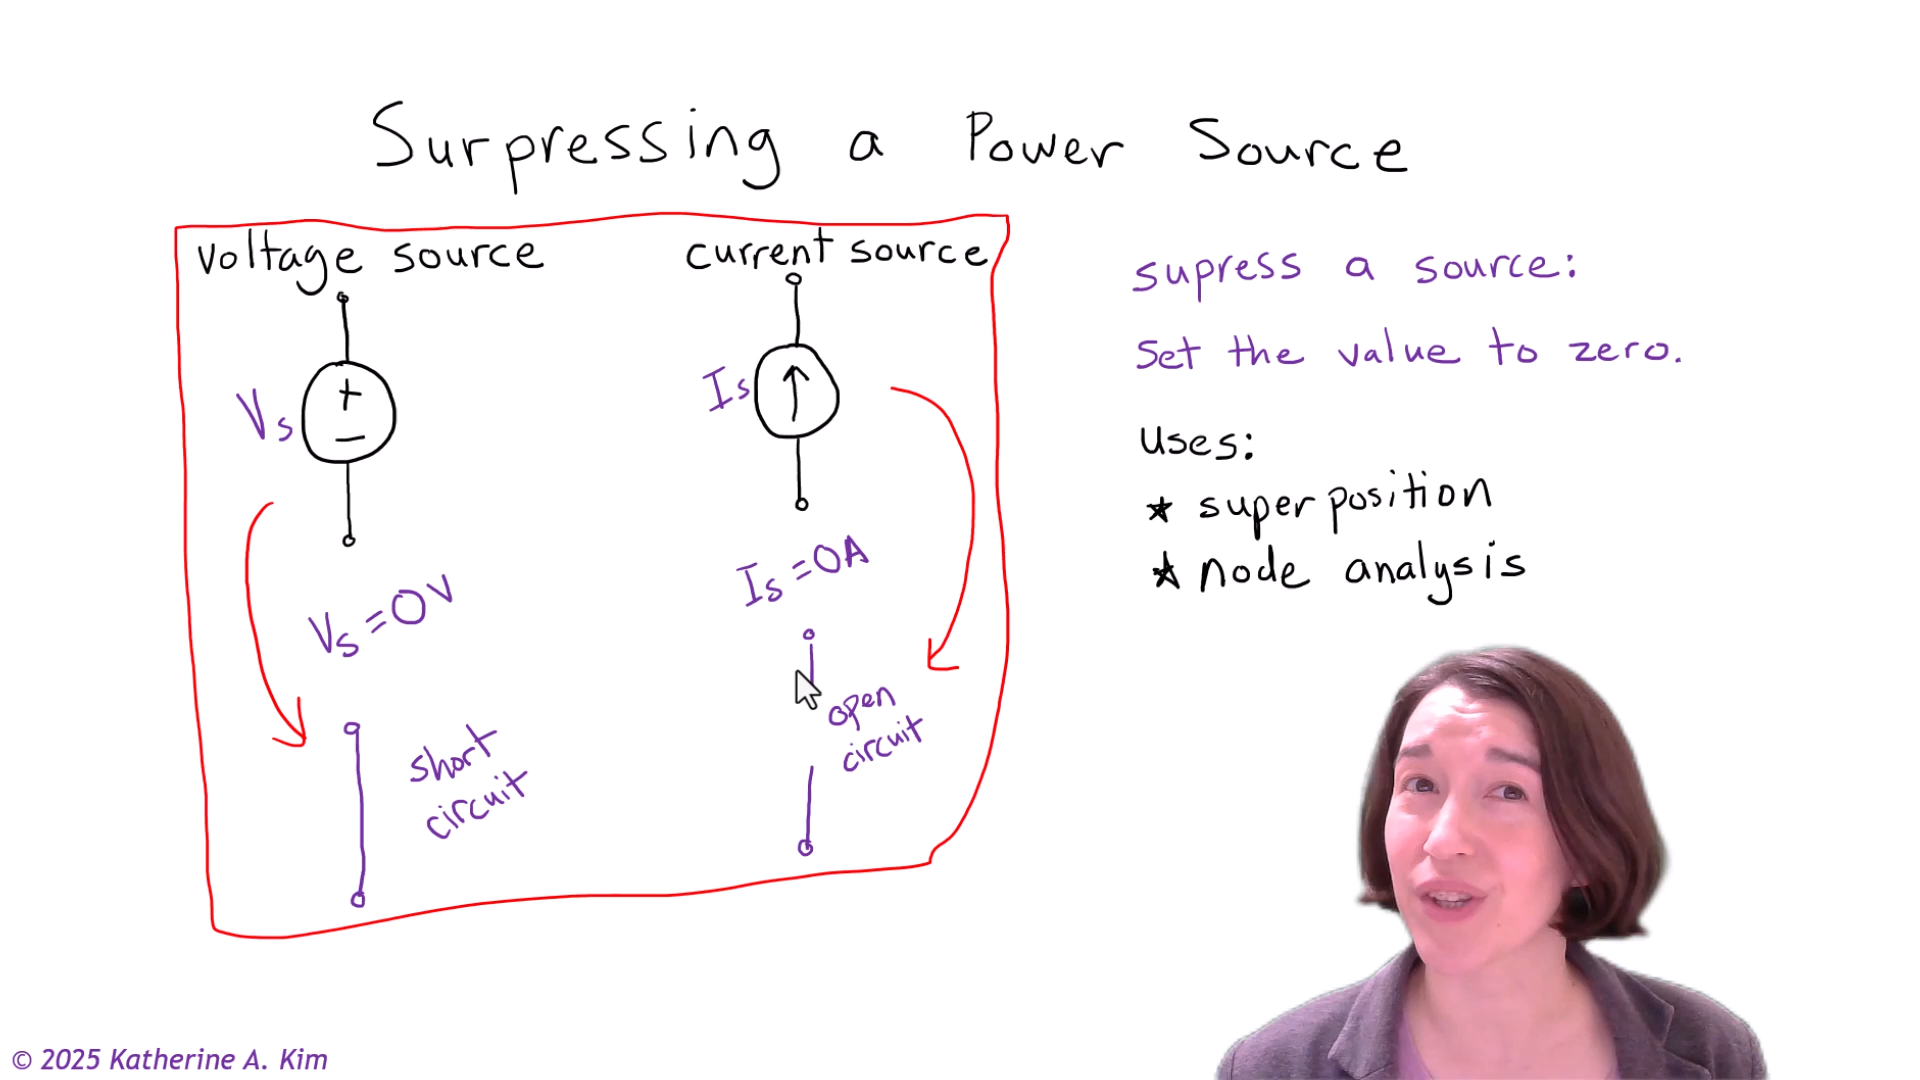 Surpressing a Power Source
voltage source
current source
+
−
Vs
Is
Vs = 0V
Is = 0A
short
circuit
open
circuit
supress a source:
Set the value to zero.
Uses:
★ superposition
★ node analysis
© 2025 Katherine A. Kim